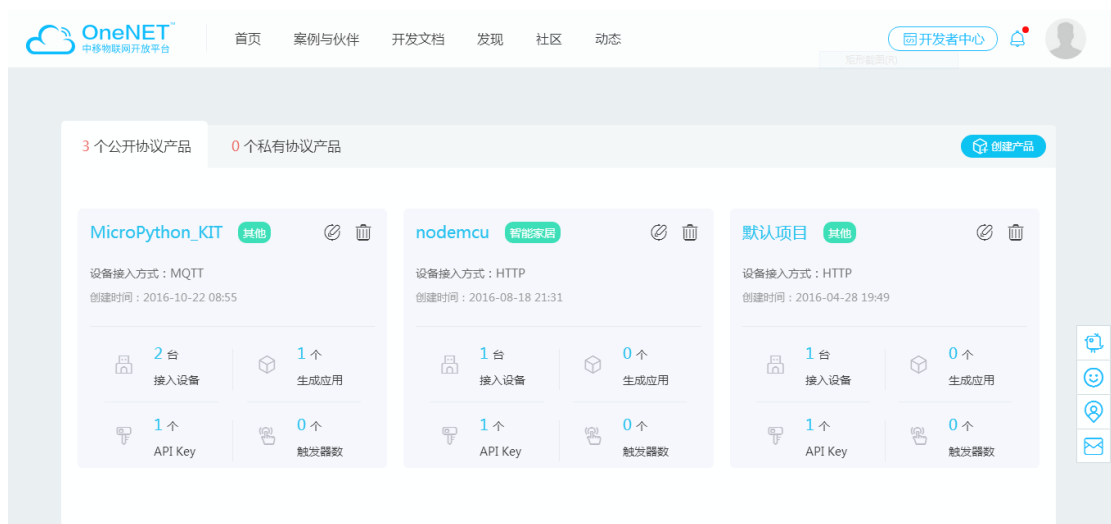 OneNET™
中移物联网开放平台
首页 案例与伙伴 开发文档 发现 社区 动态 开发者中心
矩形截图(R)
3 个公开协议产品 0 个私有协议产品 创建产品
MicroPython_KIT 其他 nodemcu 智能家居 默认项目 其他
设备接入方式：MQTT 设备接入方式：HTTP 设备接入方式：HTTP
创建时间：2016-10-22 08:55 创建时间：2016-08-18 21:31 创建时间：2016-04-28 19:49
2 台 1 个 1 台 0 个 1 台 0 个
接入设备 生成应用 接入设备 生成应用 接入设备 生成应用
1 个 0 个 1 个 0 个 1 个 0 个
API Key 触发器数 API Key 触发器数 API Key 触发器数